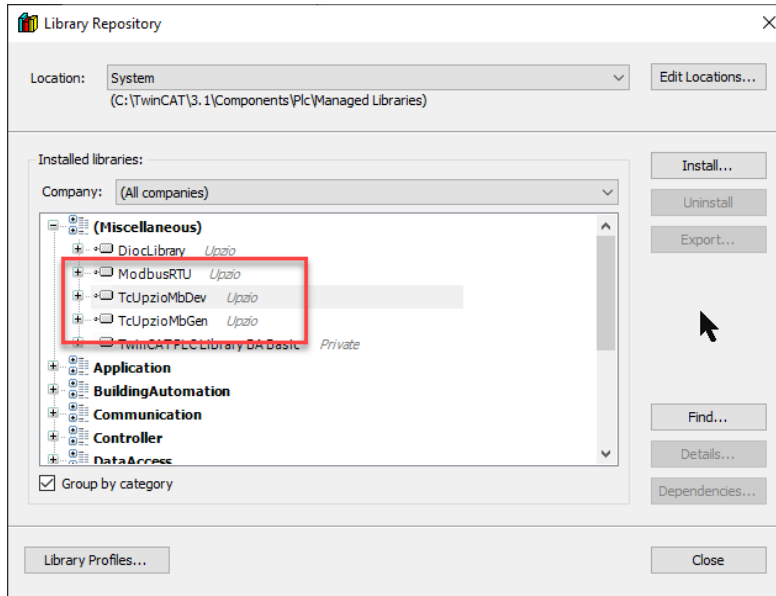 Library Repository
Location: System Edit Locations...
(C:\TwinCAT\3.1\Components\Plc\Managed Libraries)
Installed libraries:
Install...
Company: (All companies)
Uninstall
(Miscellaneous)
Export...
DiocLibrary Upzio
ModbusRTU Upzio
TcUpzioMbDev Upzio
TcUpzioMbGen Upzio
TwinCAT PLC Library BA Basic Private
Application
BuildingAutomation
Communication
Find...
Controller
Details...
DataAccess
Group by category
Dependencies...
Library Profiles... Close